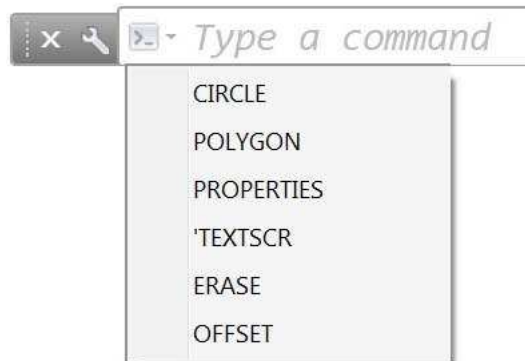 Type a command
CIRCLE
POLYGON
PROPERTIES
'TEXTSCR
ERASE
OFFSET